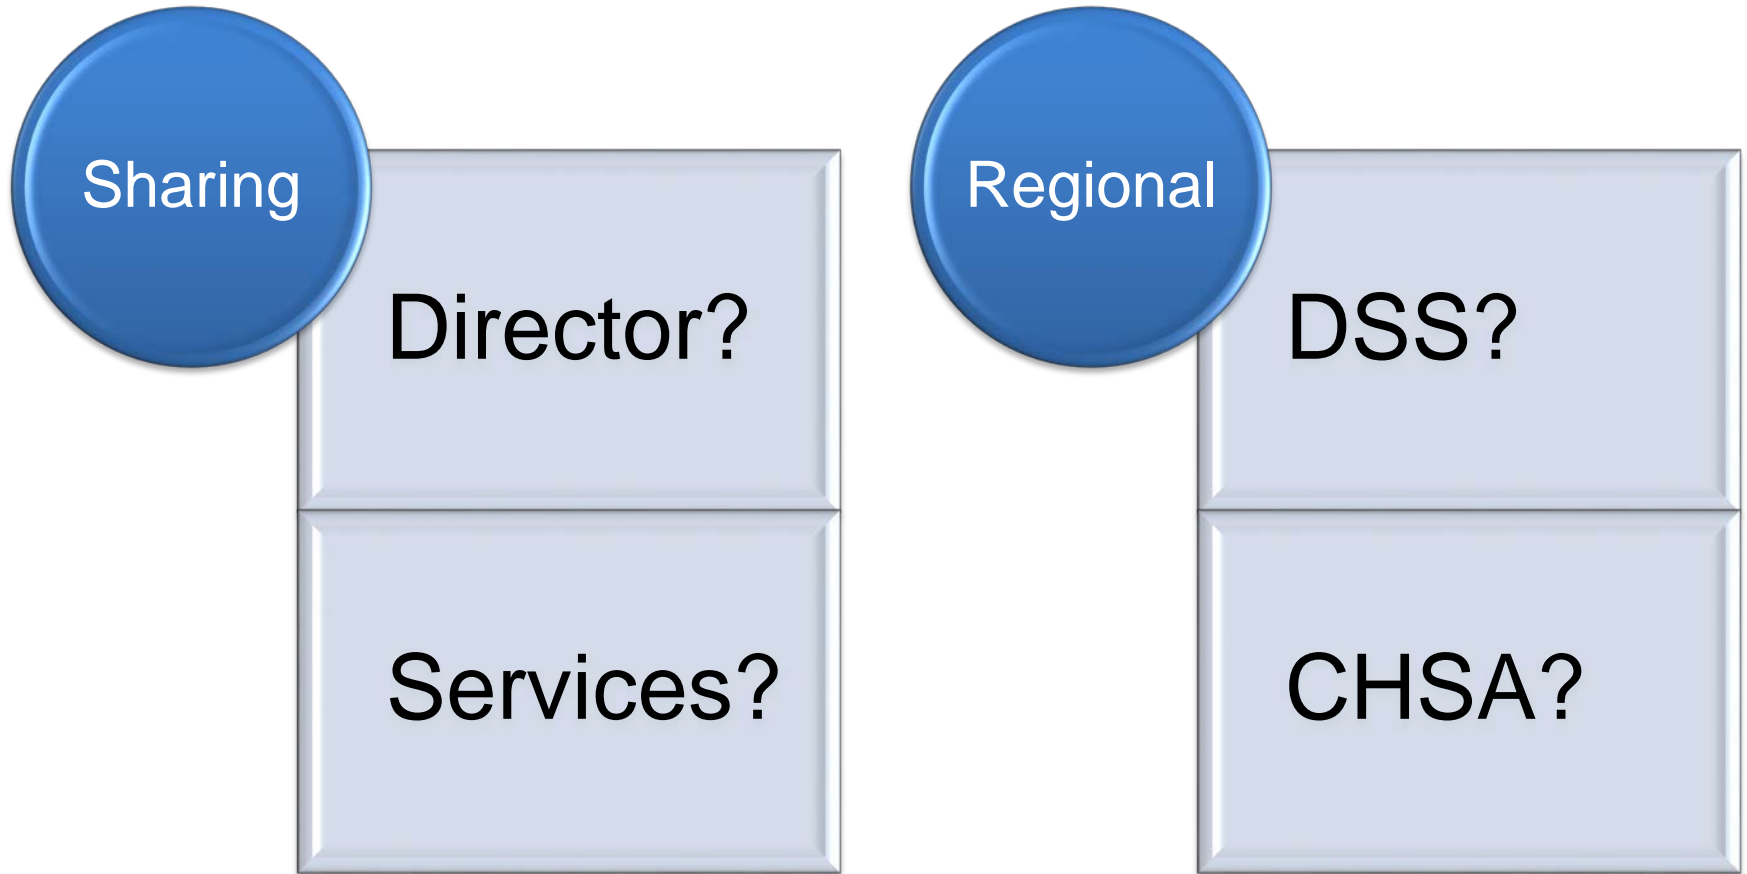 Sharing
Director?
Services?
Regional
DSS?
CHSA?